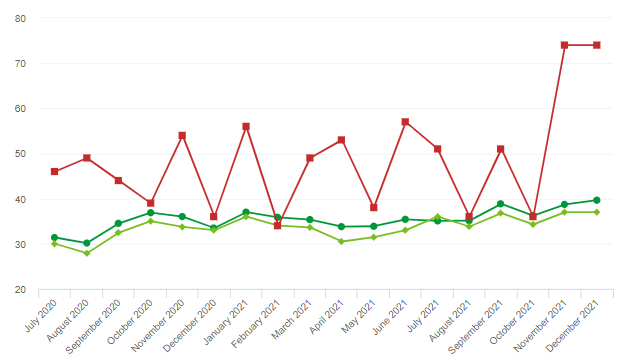 80
70
60
50
40
30
20
July 2020
August 2020
September 2020
October 2020
November 2020
December 2020
January 2021
February 2021
March 2021
April 2021
May 2021
June 2021
July 2021
August 2021
September 2021
October 2021
November 2021
December 2021